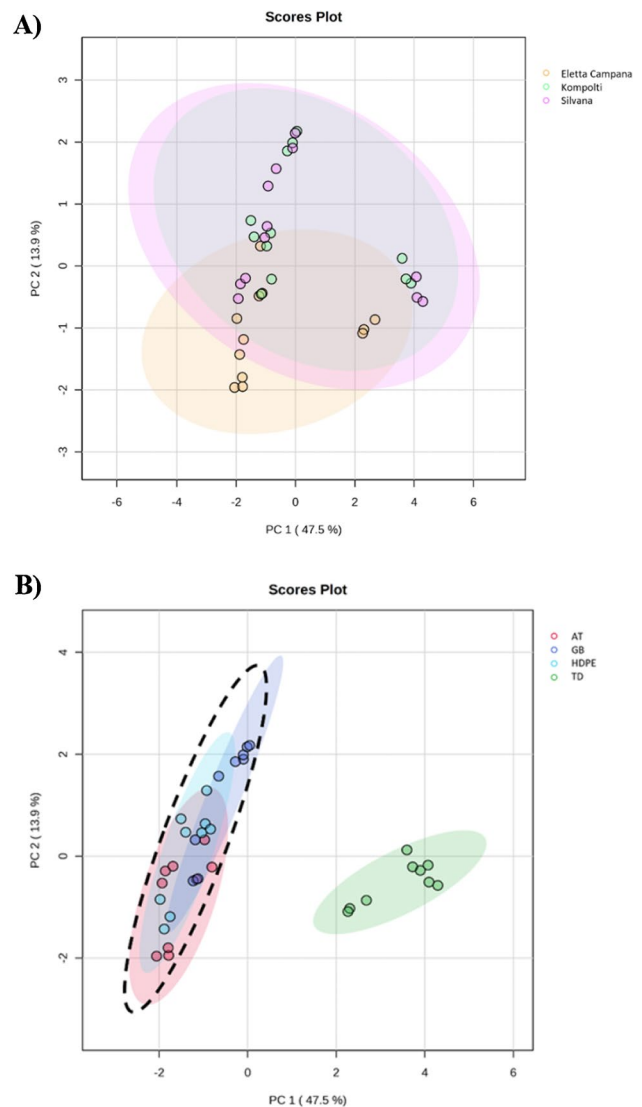 A)
Scores Plot
Eletta Campana
Kompolti
Silvana
PC 2 ( 13.9 %)
3
2
1
0
-1
-2
-3
-6 -4 -2 0 2 4 6
PC 1 ( 47.5 %)
B)
Scores Plot
AT
GB
HDPE
TD
PC 2 ( 13.9 %)
4
2
0
-2
-2 0 2 4 6
PC 1 ( 47.5 %)